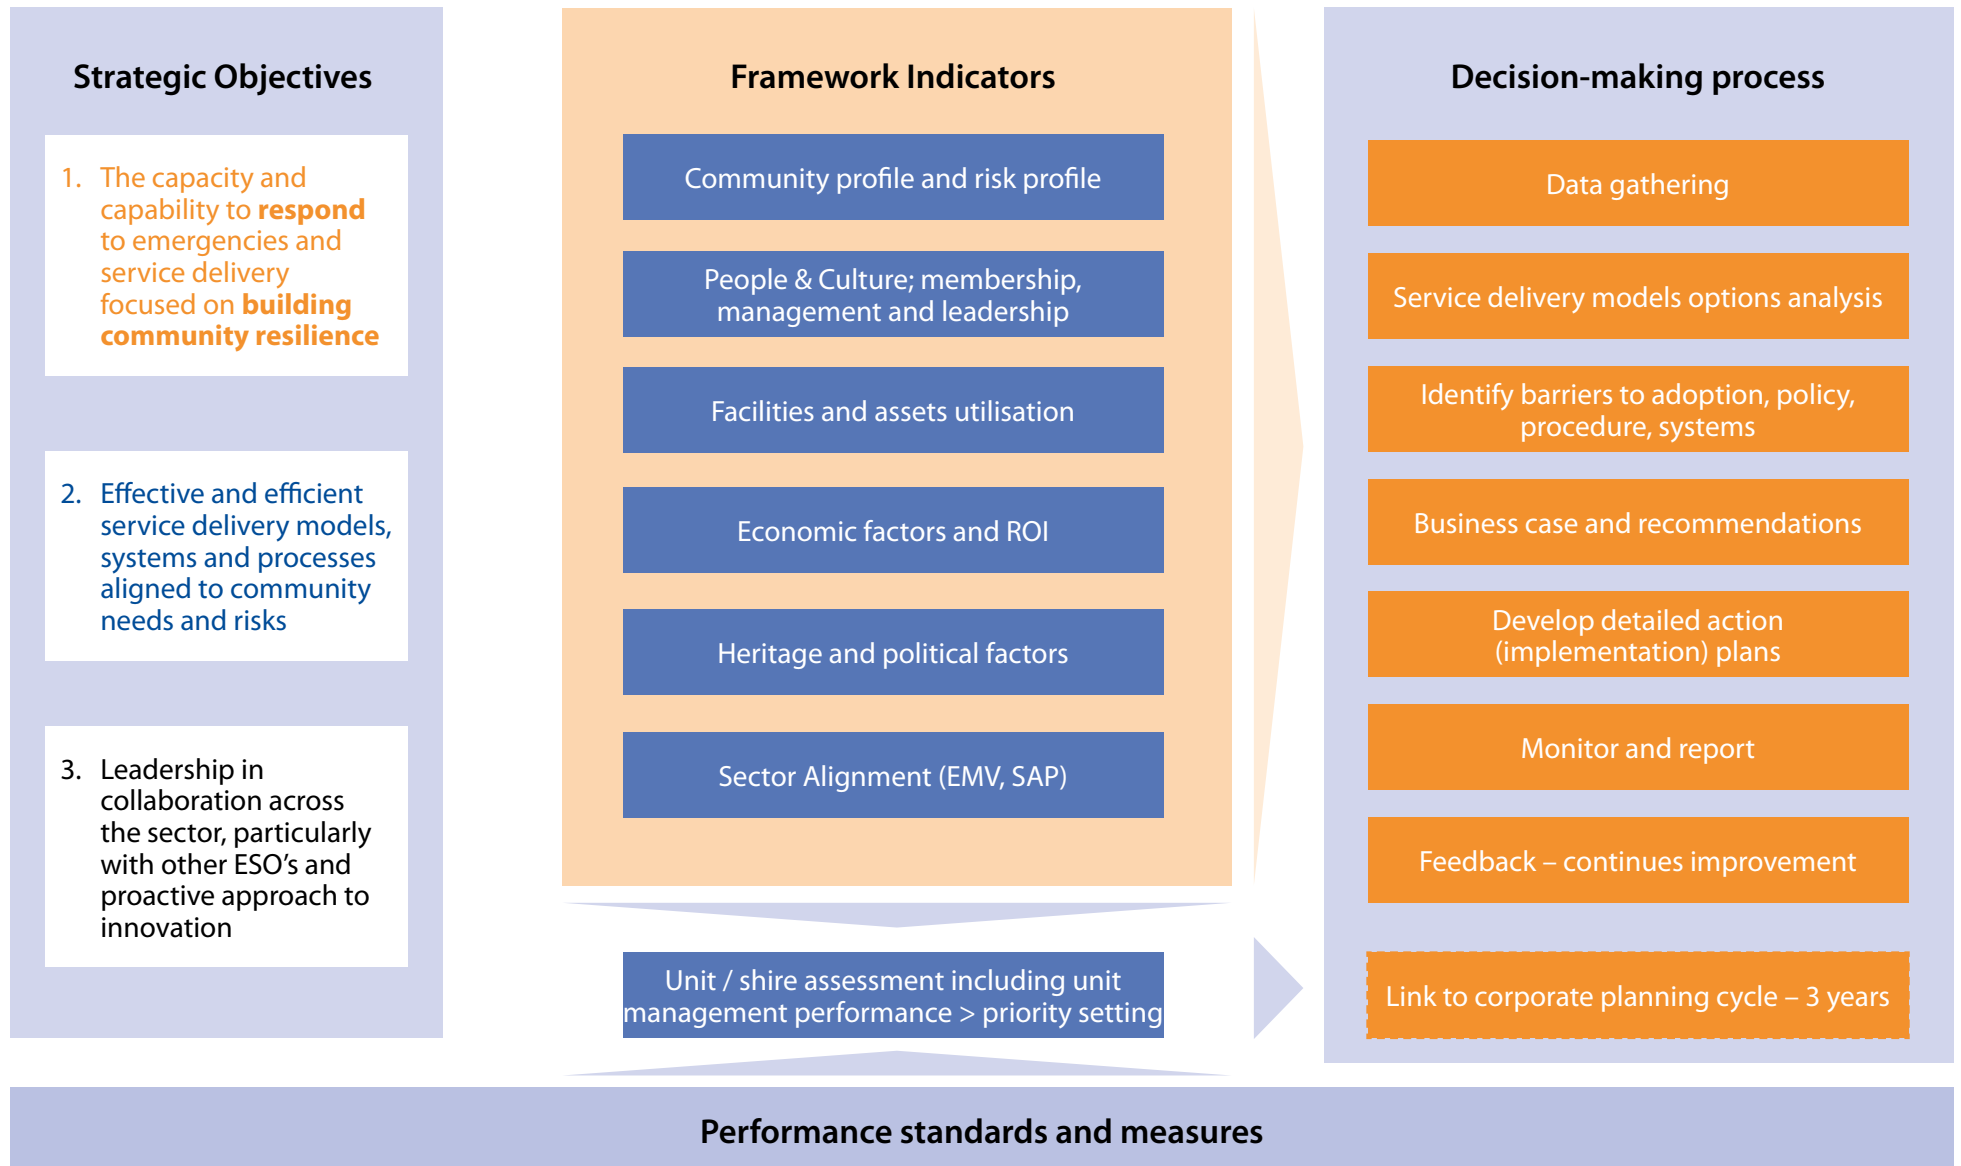 Strategic Objectives
1. The capacity and
capability to respond
to emergencies and
service delivery
focused on building
community resilience
2. Effective and efficient
service delivery models,
systems and processes
aligned to community
needs and risks
3. Leadership in
collaboration across
the sector, particularly
with other ESO’s and
proactive approach to
innovation
Framework Indicators
Community profile and risk profile
People & Culture; membership,
management and leadership
Facilities and assets utilisation
Economic factors and ROI
Heritage and political factors
Sector Alignment (EMV, SAP)
Unit / shire assessment including unit
management performance > priority setting
Decision-making process
Data gathering
Service delivery models options analysis
Identify barriers to adoption, policy,
procedure, systems
Business case and recommendations
Develop detailed action
(implementation) plans
Monitor and report
Feedback – continues improvement
Link to corporate planning cycle – 3 years
Performance standards and measures